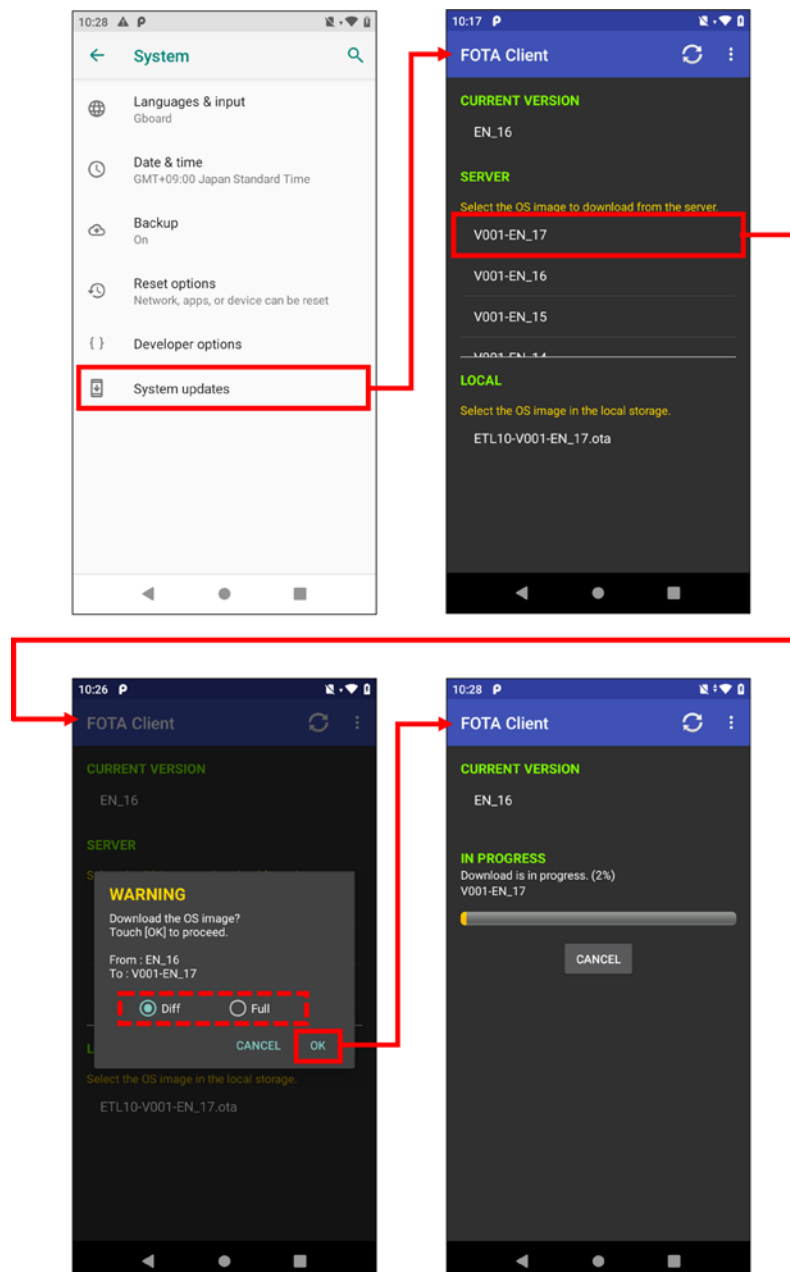 10:28
System
Languages & input
Gboard
Date & time
GMT+09:00 Japan Standard Time
Backup
On
Reset options
Network, apps, or device can be reset
{ } Developer options
System updates
10:17
FOTA Client
CURRENT VERSION
EN_16
SERVER
Select the OS image to download from the server.
V001-EN_17
V001-EN_16
V001-EN_15
V001-EN_14
LOCAL
Select the OS image in the local storage.
ETL10-V001-EN_17.ota
10:26
FOTA Client
CURRENT VERSION
EN_16
SERVER
WARNING
Download the OS image?
Touch [OK] to proceed.
From : EN_16
To : V001-EN_17
Diff Full
CANCEL OK
Select the OS image in the local storage.
ETL10-V001-EN_17.ota
10:28
FOTA Client
CURRENT VERSION
EN_16
IN PROGRESS
Download is in progress. (2%)
V001-EN_17
CANCEL